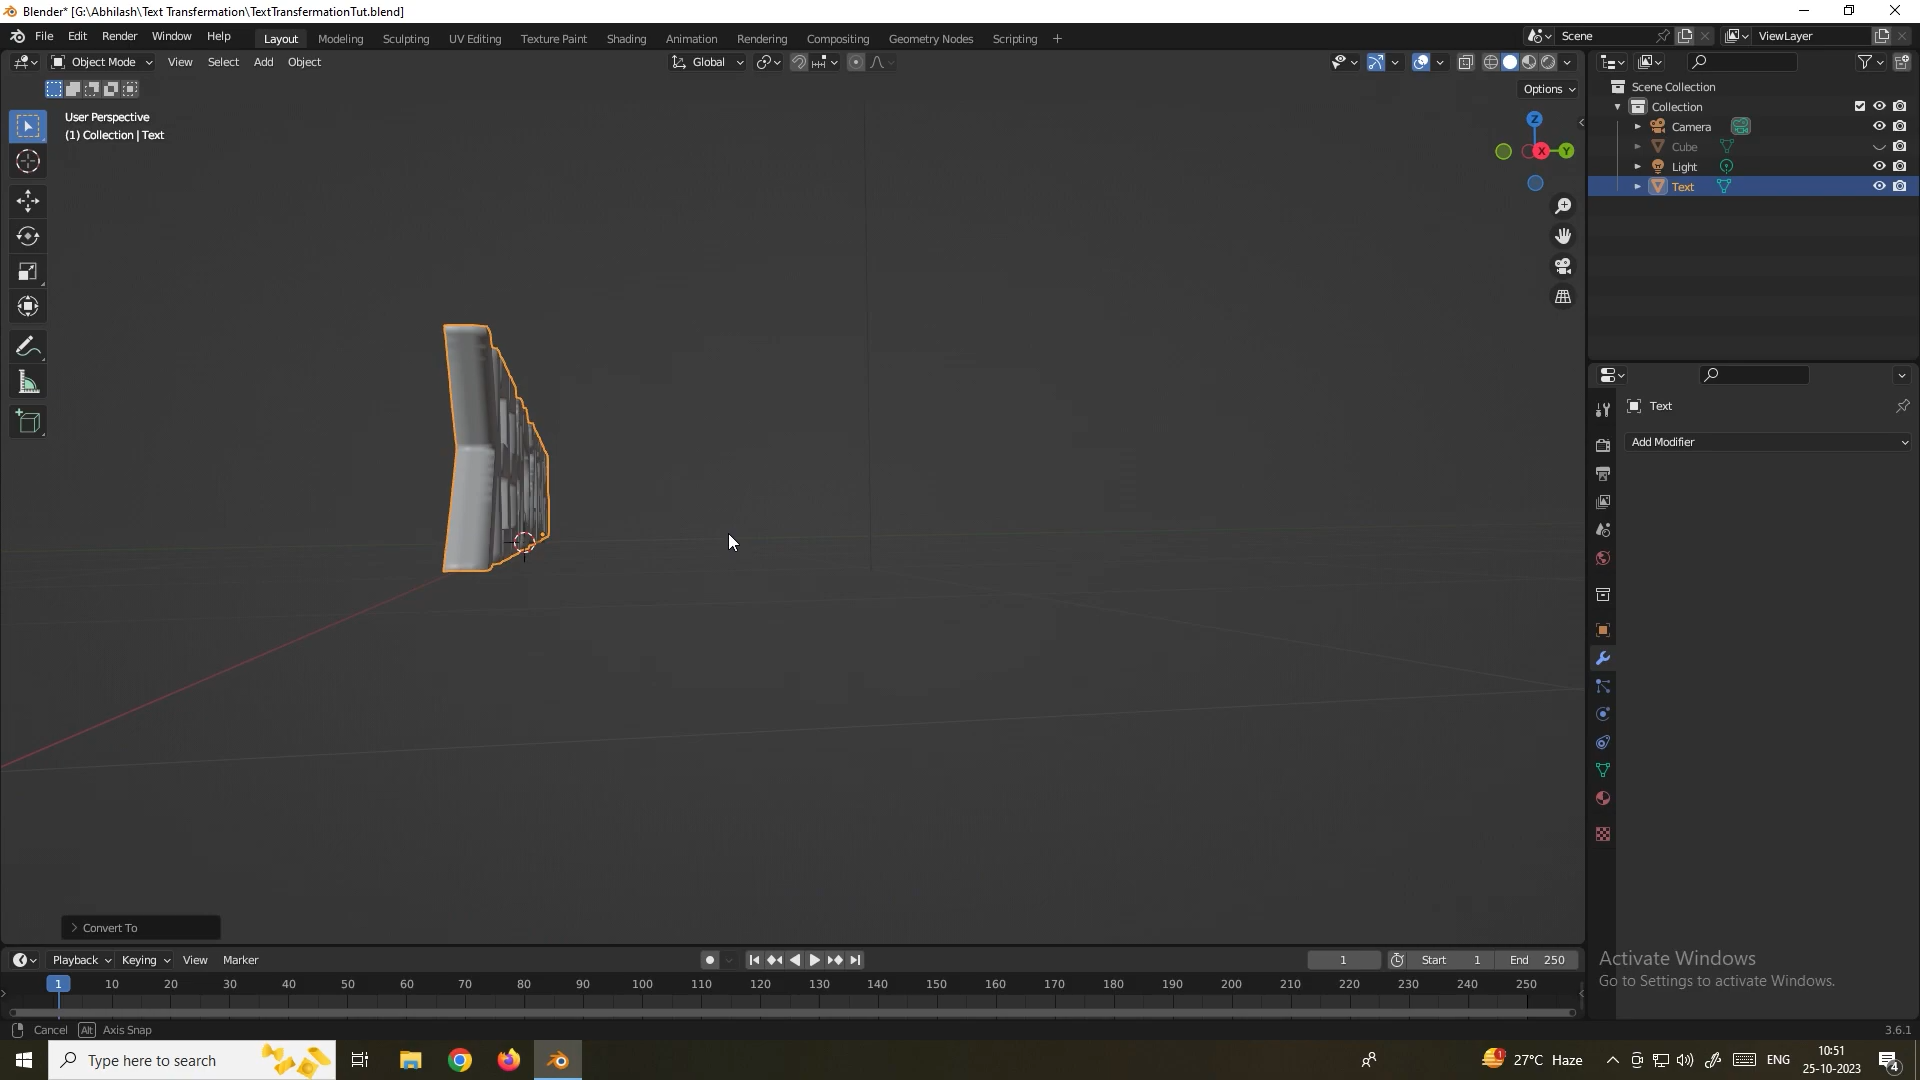 Blender* [G:\Abhilash\Text Transfermation\TextTransfermationTut.blend]
File Edit Render Window Help
Layout Modeling Sculpting UV Editing Texture Paint Shading Animation Rendering Compositing Geometry Nodes Scripting
Scene
ViewLayer
Object Mode View Select Add Object
Global
Options
User Perspective
(1) Collection | Text
Z
X
Y
Scene Collection
Collection
Camera
Cube
Light
Text
Text
Add Modifier
Convert To
Activate Windows
Go to Settings to activate Windows.
Playback Keying View Marker
1
Start 1
End 250
1 10 20 30 40 50 60 70 80 90 100 110 120 130 140 150 160 170 180 190 200 210 220 230 240 250
Cancel Alt Axis Snap
3.6.1
Type here to search
1
27°C Haze
ENG
10:51
25-10-2023
4